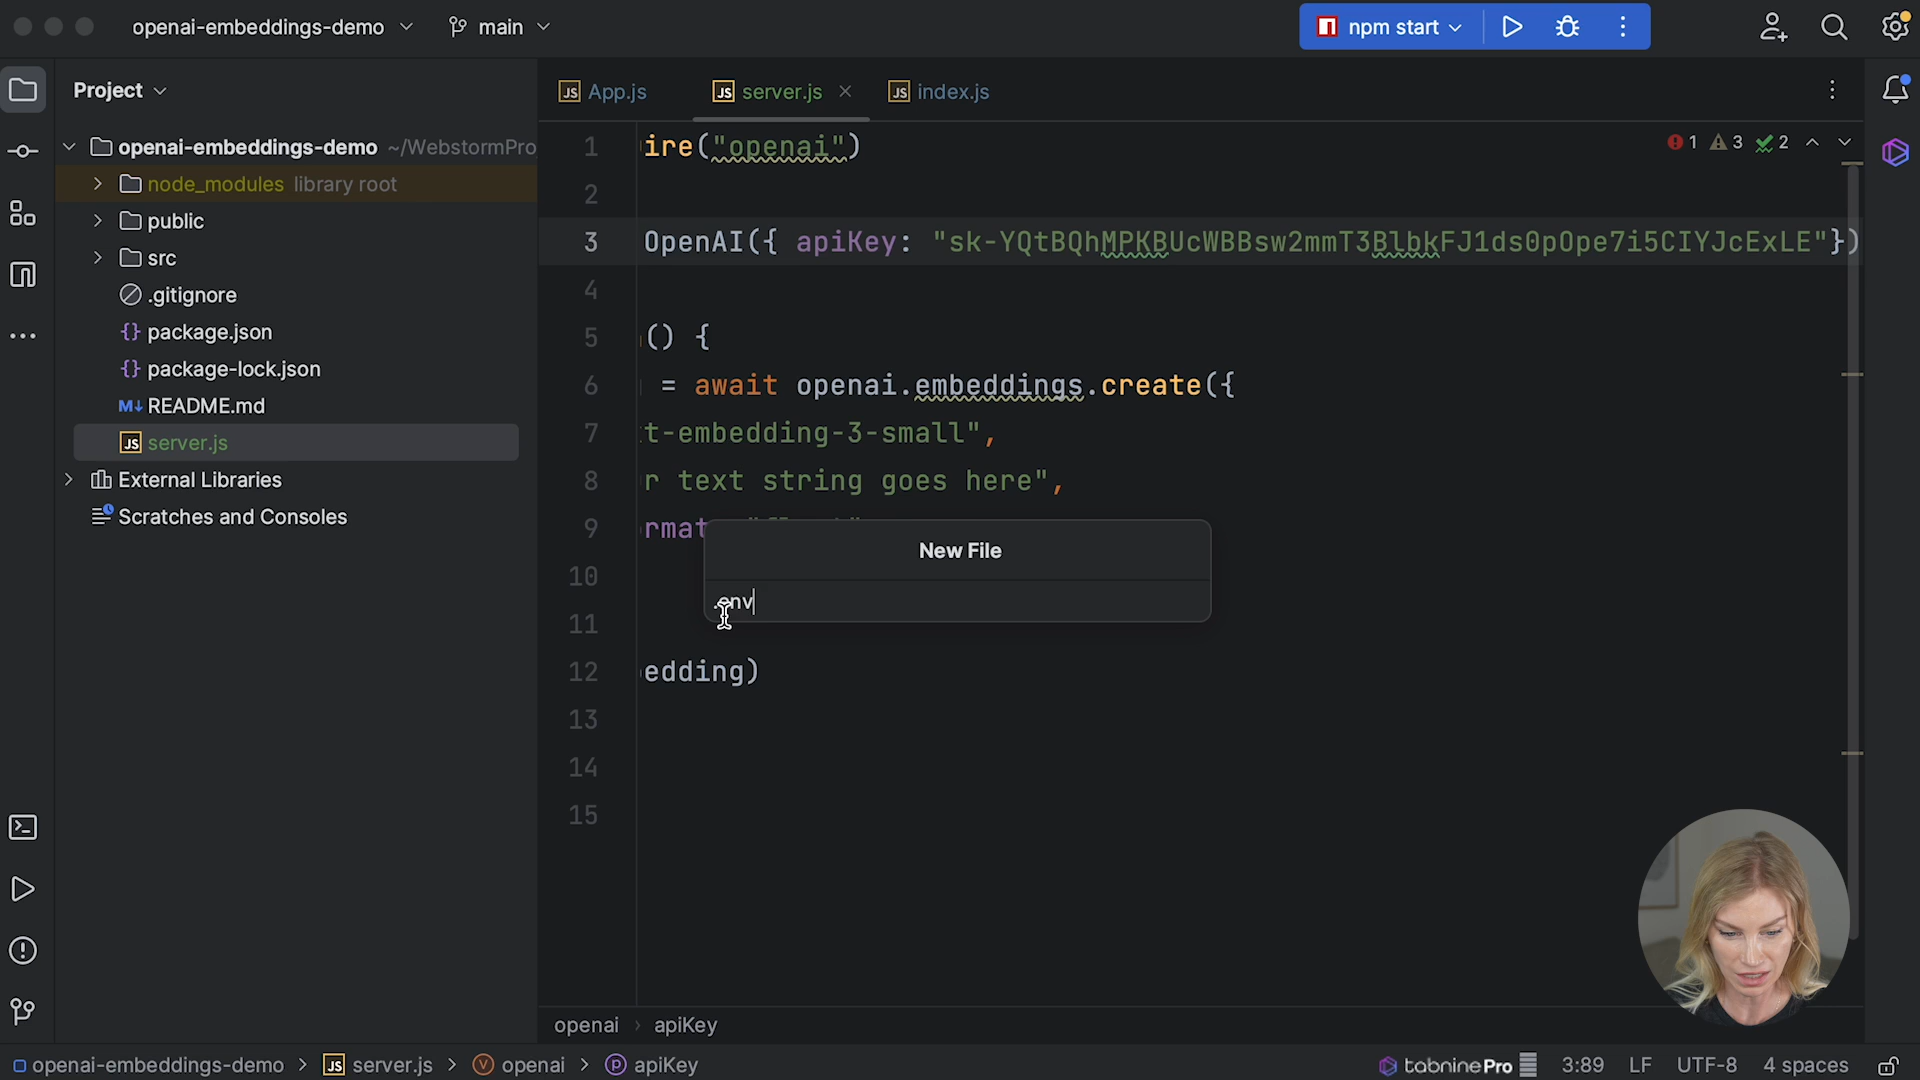 openai-embeddings-demo
main
npm start
Project
App.js
server.js
index.js
openai-embeddings-demo ~/WebstormPro
node_modules library root
public
src
.gitignore
package.json
package-lock.json
README.md
server.js
External Libraries
Scratches and Consoles
1 ire("openai")
1 3 2
2
3 OpenAI({ apiKey: "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"})
4
5 () {
6 = await openai.embeddings.create({
7 t-embedding-3-small",
8 r text string goes here",
9 rmat
New File
.env
10
11
12 edding)
13
14
15
openai › apiKey
openai-embeddings-demo > server.js > openai > apiKey
tabnine Pro 3:89 LF UTF-8 4 spaces